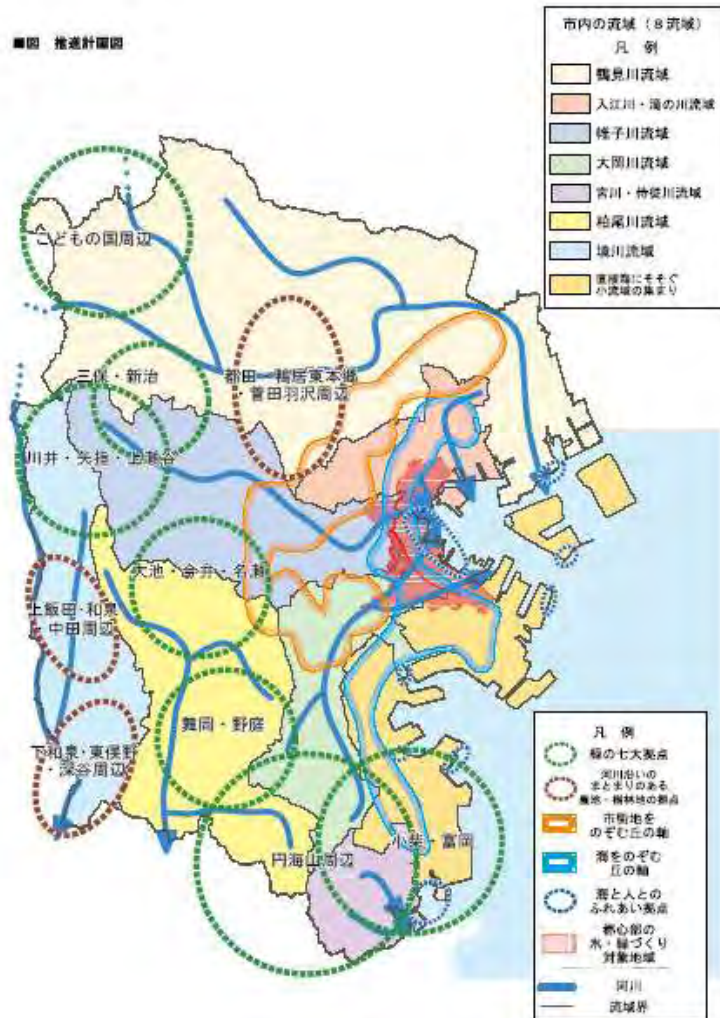 ■図 推進計画図
市内の流域（８流域）
凡 例
鶴見川流域
入江川・滝の川流域
帷子川流域
大岡川流域
宮川・侍従川流域
柏尾川流域
境川流域
直接海にそそぐ
小流域の集まり
こどもの国周辺
三保・新治
都田・鴨居東本郷
・菅田羽沢周辺
川井・矢指・上瀬谷
大池・今井・名瀬
上飯田・和泉
・中田周辺
舞岡・野庭
下和泉・東俣野
・深谷周辺
小柴・富岡
円海山周辺
凡 例
緑の七大拠点
河川沿いの
まとまりのある
農地・樹林地の拠点
市街地を
のぞむ丘の軸
海をのぞむ
丘の軸
海と人との
ふれあい拠点
都心部の
水・緑づくり
対象地域
河川
流域界